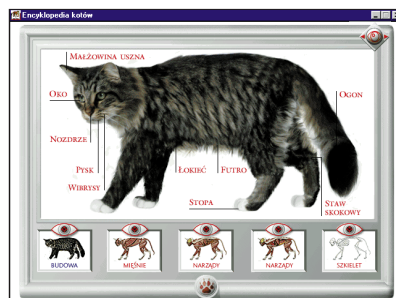 Encyklopedia kotów
MAŁŻOWINA USZNA
OKO
OGON
NOZDRZE
PYSK
ŁOKIEĆ
FUTRO
WIBRYSY
STOPA
STAW
SKOKOWY
BUDOWA
MIĘŚNIE
NARZĄDY
NARZĄDY
SZKIELET